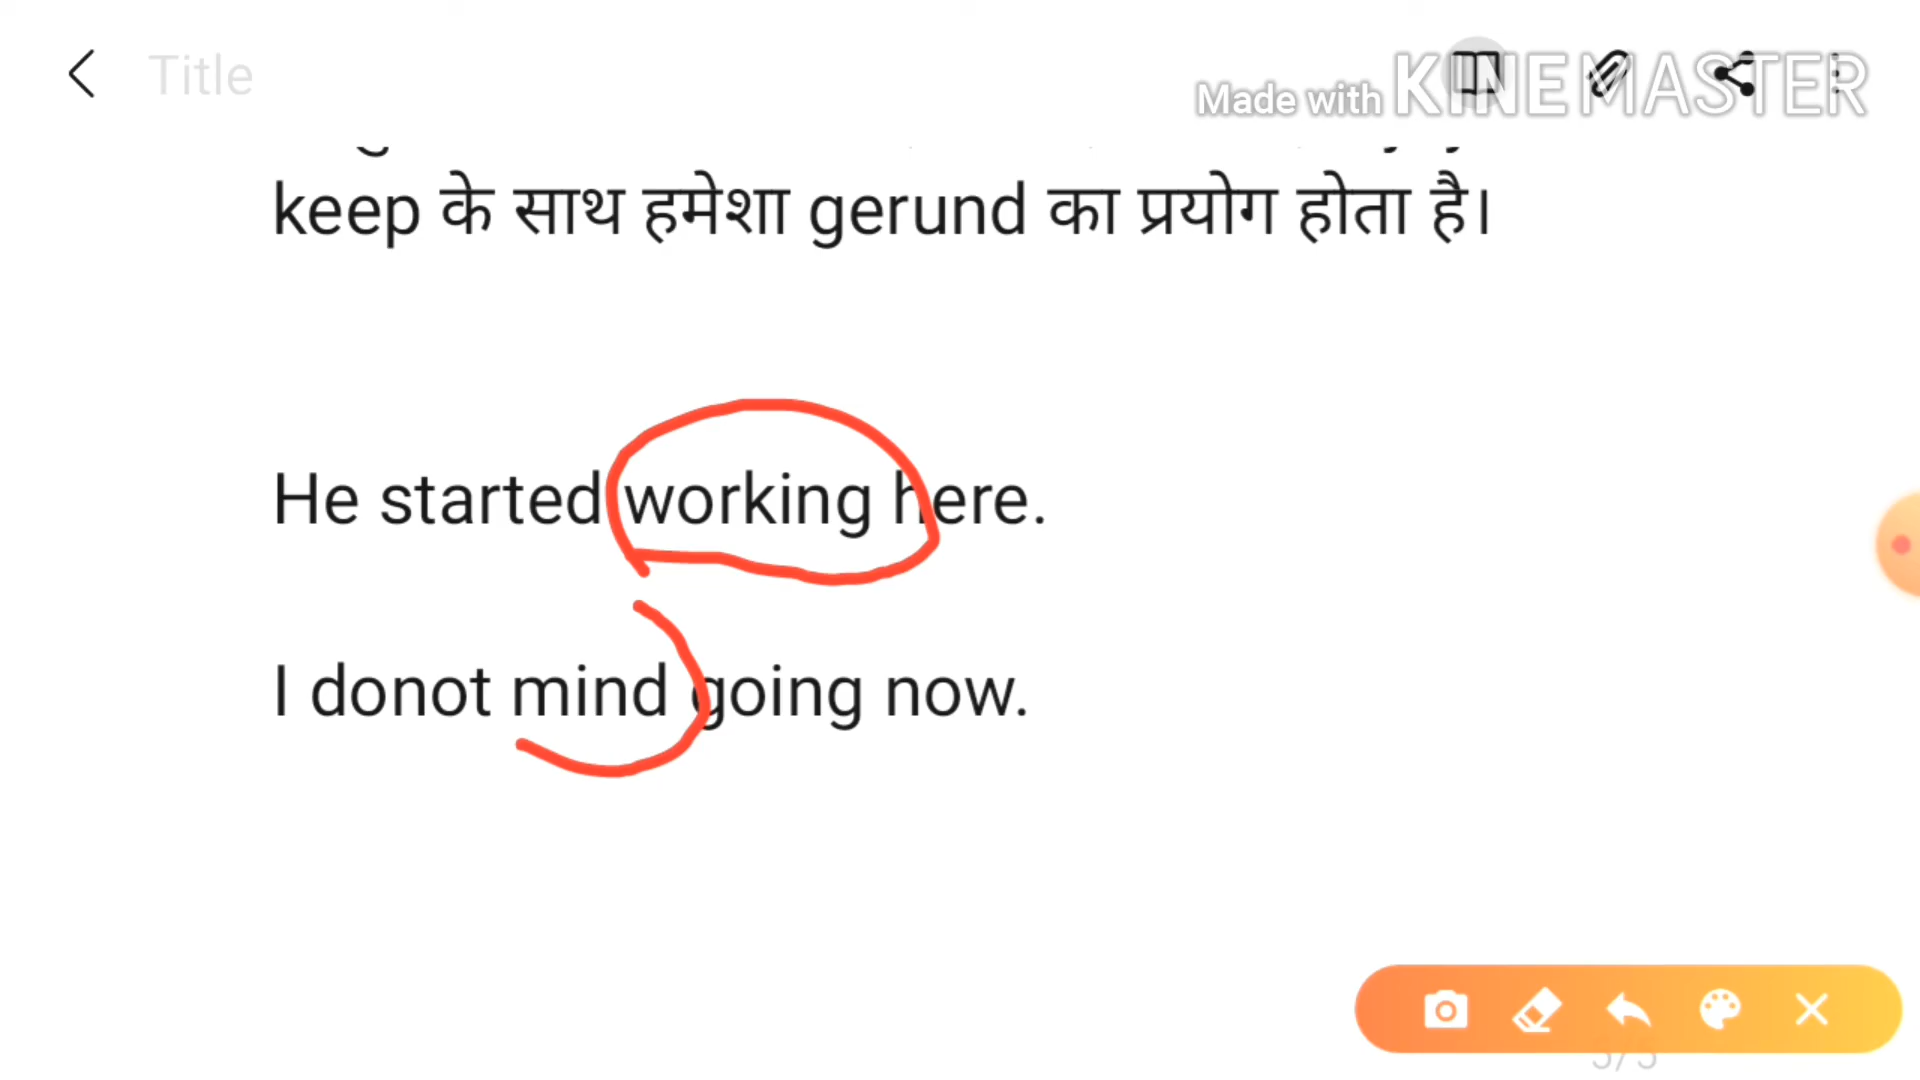 Title
Made with KINEMASTER
keep के साथ हमेशा gerund का प्रयोग होता है।
He started working here.
I donot mind going now.